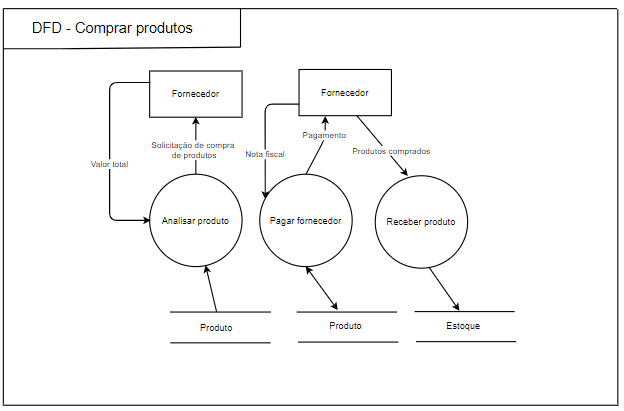 DFD - Comprar produtos
Fornecedor
Fornecedor
Solicitação de compra
de produtos
Pagamento
Valor total
Nota fiscal
Produtos comprados
Analisar produto
Pagar fornecedor
Receber produto
Produto
Produto
Estoque